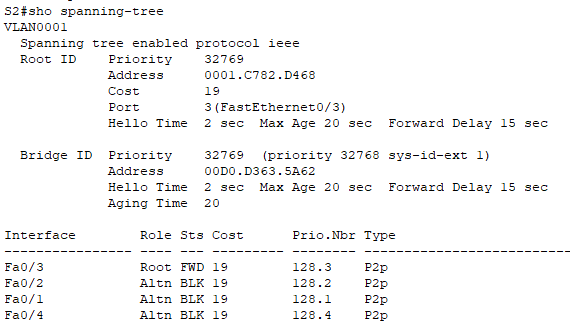 S2#sho spanning-tree
VLAN0001
  Spanning tree enabled protocol ieee
  Root ID    Priority    32769
             Address     0001.C782.D468
             Cost        19
             Port        3(FastEthernet0/3)
             Hello Time  2 sec  Max Age 20 sec  Forward Delay 15 sec

  Bridge ID  Priority    32769  (priority 32768 sys-id-ext 1)
             Address     00D0.D363.5A62
             Hello Time  2 sec  Max Age 20 sec  Forward Delay 15 sec
             Aging Time  20

Interface        Role Sts Cost      Prio.Nbr Type
---------------- ---- --- --------- -------- --------------------------------
Fa0/3            Root FWD 19        128.3    P2p
Fa0/2            Altn BLK 19        128.2    P2p
Fa0/1            Altn BLK 19        128.1    P2p
Fa0/4            Altn BLK 19        128.4    P2p